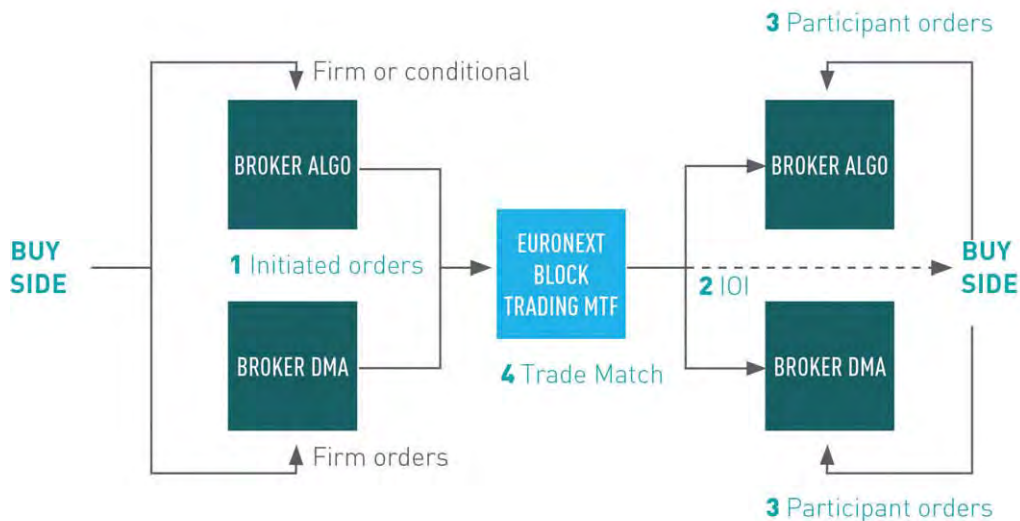 3 Participant orders
Firm or conditional
BROKER ALGO
BROKER ALGO
BUY
SIDE
1 Initiated orders
EURONEXT
BLOCK
TRADING MTF
2 IOI
BUY
SIDE
BROKER DMA
4 Trade Match
BROKER DMA
Firm orders
3 Participant orders